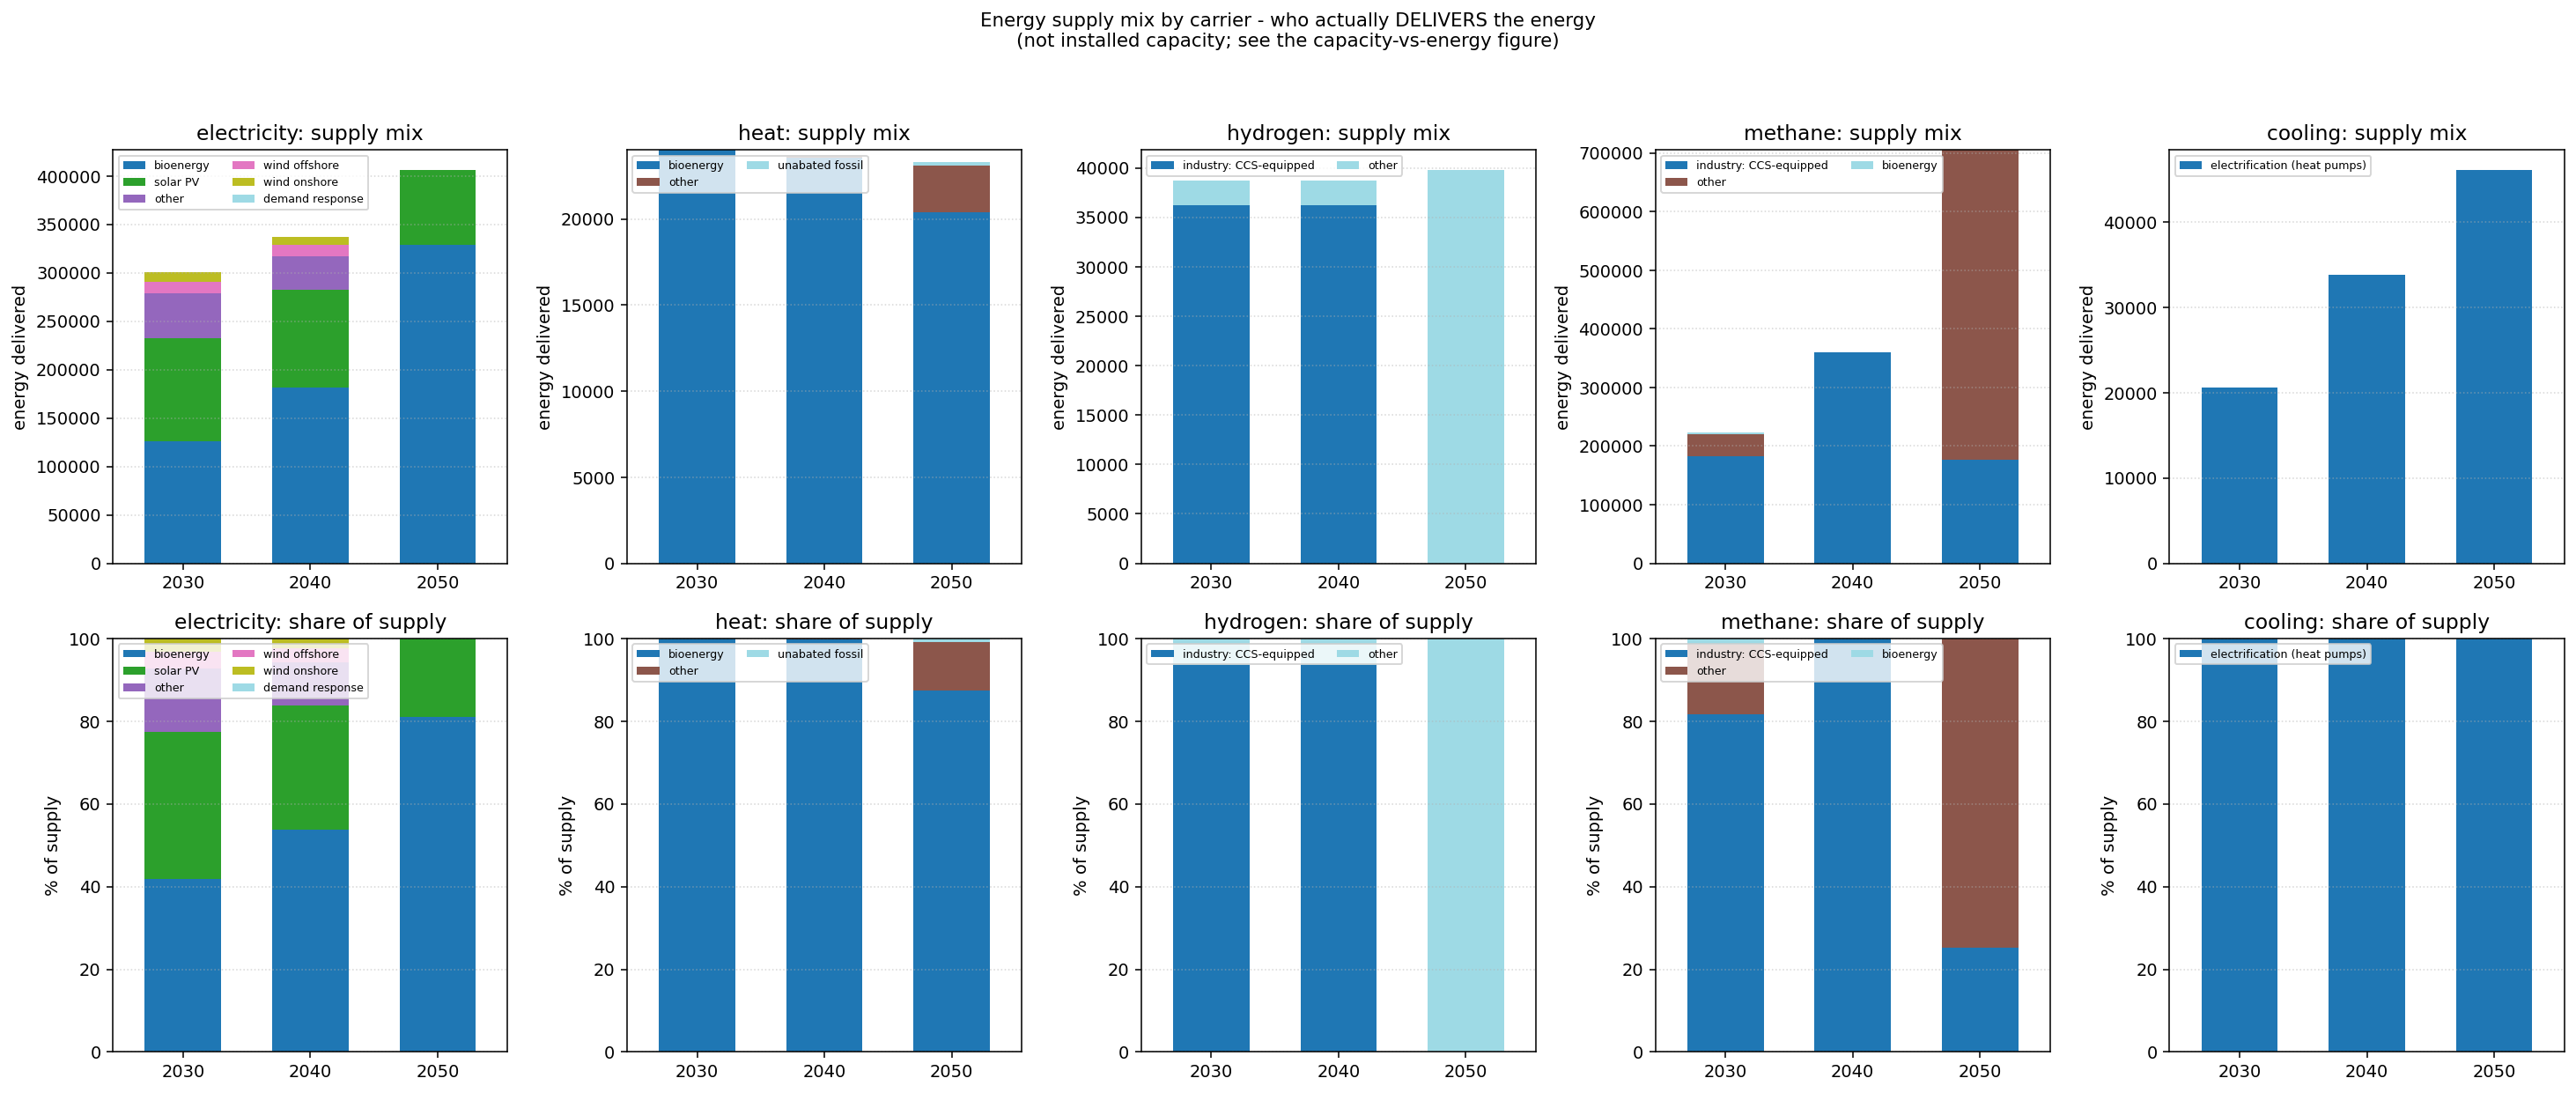 Energy supply mix by carrier - who actually DELIVERS the energy
(not installed capacity; see the capacity-vs-energy figure)
electricity: supply mix
energy delivered
400000
350000
300000
250000
200000
150000
100000
50000
0
bioenergy
solar PV
other
wind offshore
wind onshore
demand response
2030 2040 2050
heat: supply mix
energy delivered
20000
15000
10000
5000
0
bioenergy
other
unabated fossil
2030 2040 2050
hydrogen: supply mix
energy delivered
40000
35000
30000
25000
20000
15000
10000
5000
0
industry: CCS-equipped
other
2030 2040 2050
methane: supply mix
energy delivered
700000
600000
500000
400000
300000
200000
100000
0
industry: CCS-equipped
other
bioenergy
2030 2040 2050
cooling: supply mix
energy delivered
40000
30000
20000
10000
0
electrification (heat pumps)
2030 2040 2050
electricity: share of supply
% of supply
100
80
60
40
20
0
bioenergy
solar PV
other
wind offshore
wind onshore
demand response
2030 2040 2050
heat: share of supply
% of supply
100
80
60
40
20
0
bioenergy
other
unabated fossil
2030 2040 2050
hydrogen: share of supply
% of supply
100
80
60
40
20
0
industry: CCS-equipped
other
2030 2040 2050
methane: share of supply
% of supply
100
80
60
40
20
0
industry: CCS-equipped
other
bioenergy
2030 2040 2050
cooling: share of supply
% of supply
100
80
60
40
20
0
electrification (heat pumps)
2030 2040 2050